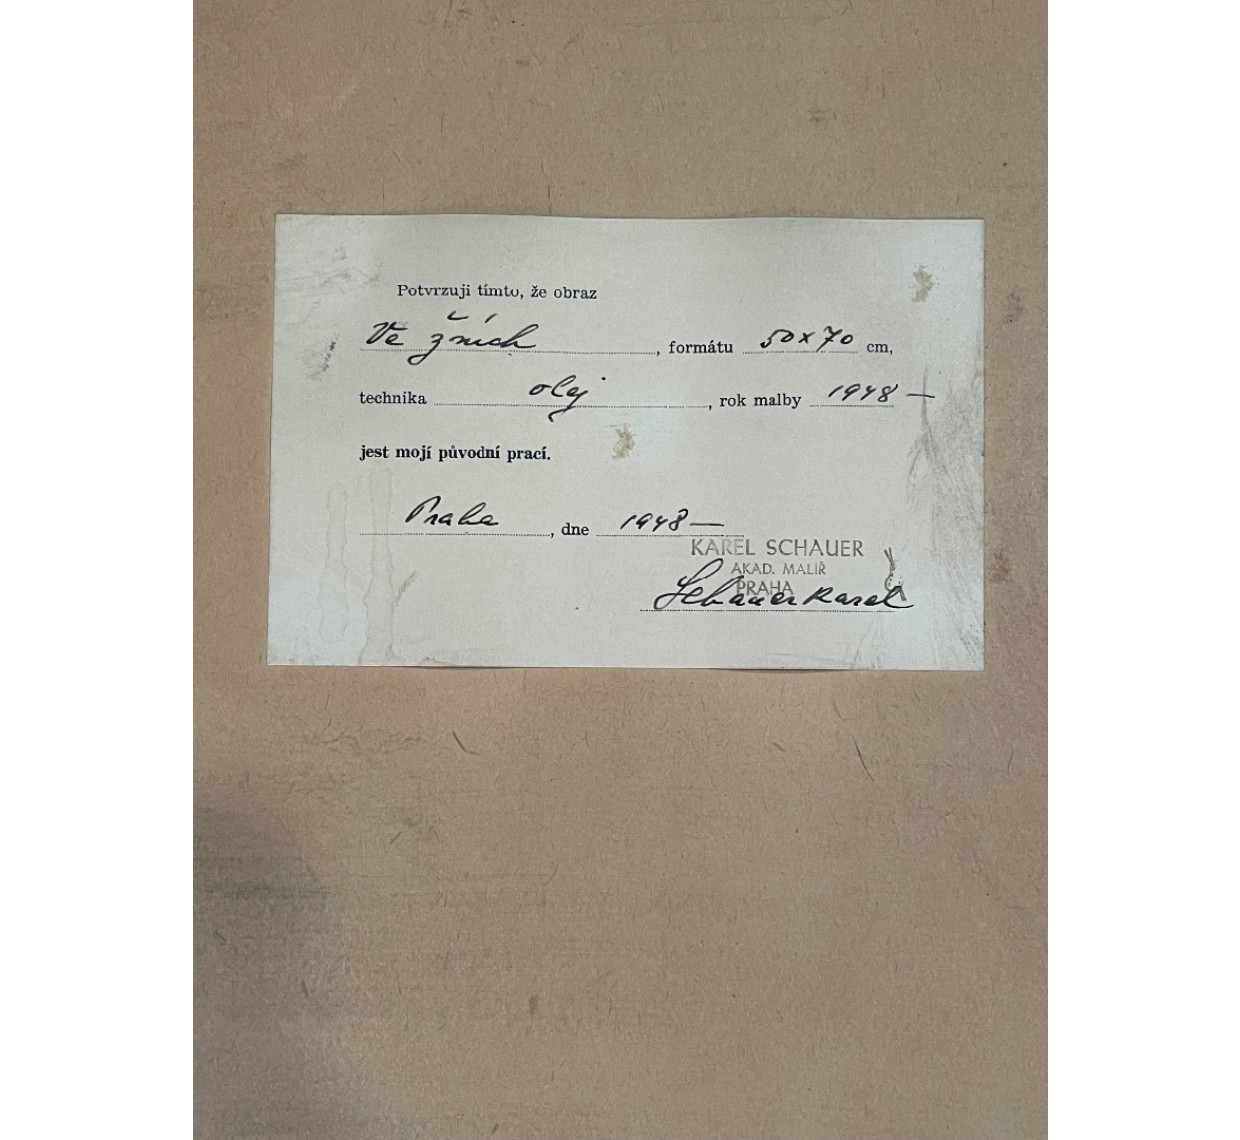 Potvrzuji tímto, že obraz
Ve žních, formátu 50x70 cm,
technika olej, rok malby 1948 —
jest mojí původní prací.
Praha, dne 1948 —
KAREL SCHAUER
AKAD. MALÍŘ
PRAHA
Schauer Karel